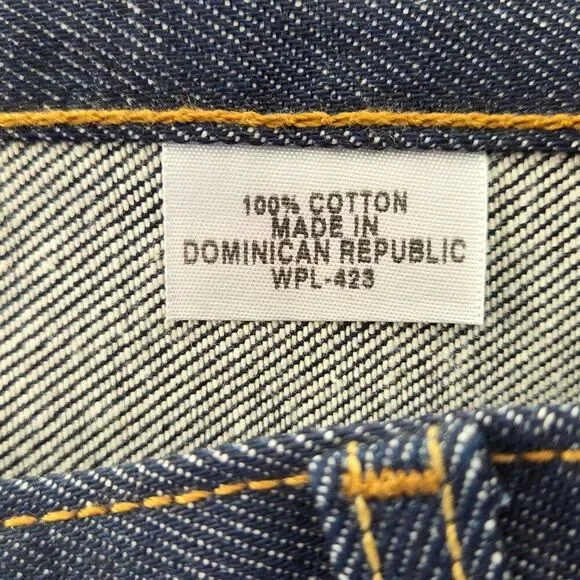 100% COTTON
MADE IN
DOMINICAN REPUBLIC
WPL-423